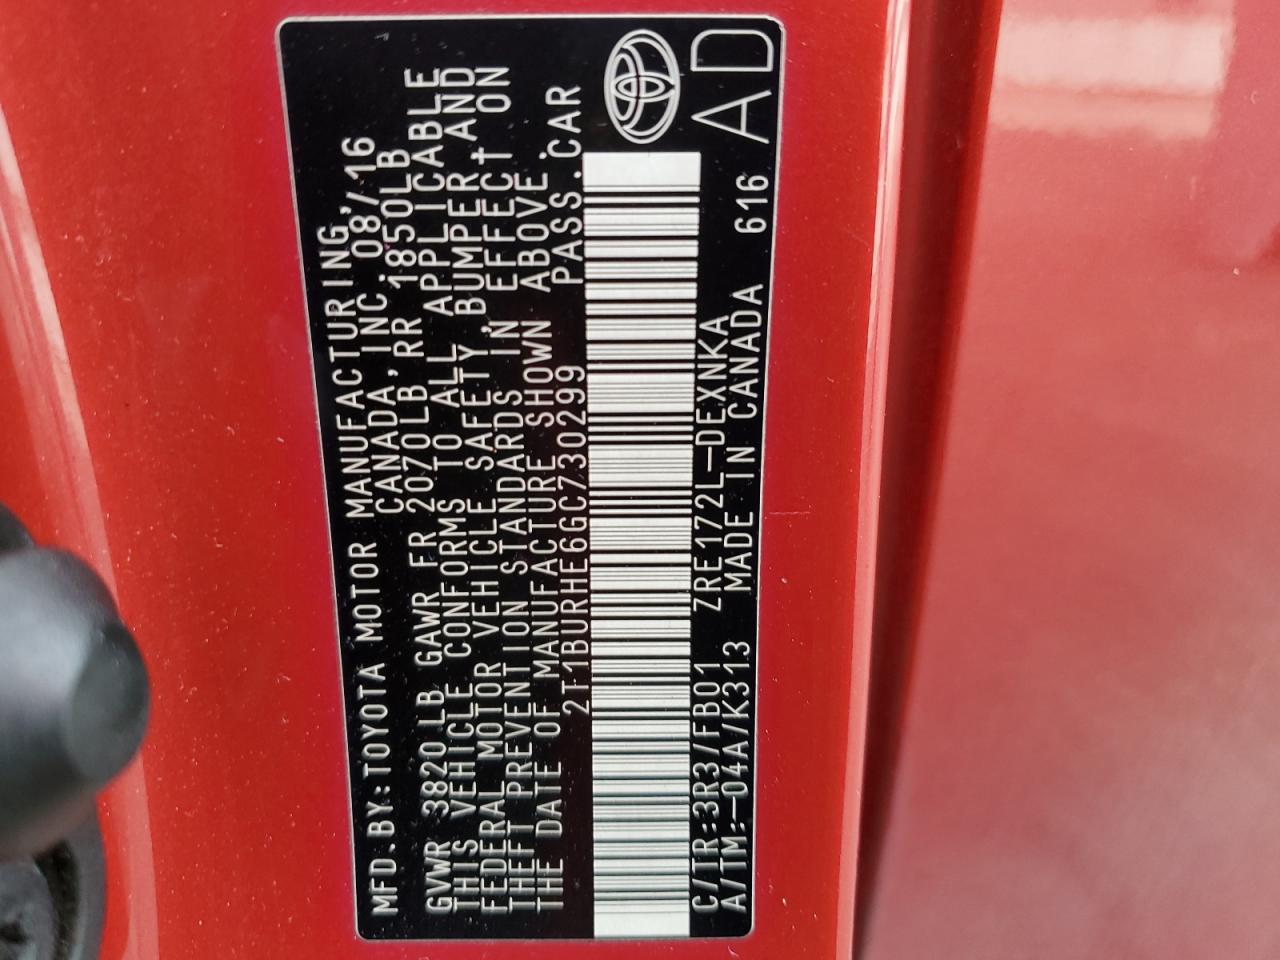 MFD.BY:TOYOTA MOTOR MANUFACTURING,
CANADA,INC. 08/16
GVWR 3820LB GAWR FR 2070LB,RR 1850LB
THIS VEHICLE CONFORMS TO ALL APPLICABLE
FEDERAL MOTOR VEHICLE SAFETY,BUMPER,AND
THEFT PREVENTION STANDARDS IN EFFECT ON
THE DATE OF MANUFACTURE SHOWN ABOVE.
2T1BURHE6GC730299 PASS.CAR
C/TR:3R3/FB01 ZRE172L-DEXNKA
A/TM:-04A/K313 MADE IN CANADA 616
AD